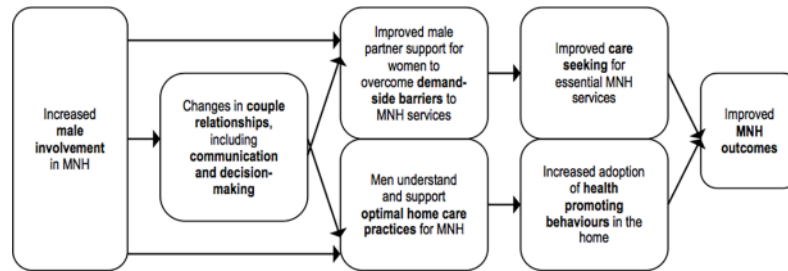 Increased
male
involvement
in MNH
Changes in couple
relationships,
including
communication
and decision-
making
Improved male
partner support for
women to
overcome demand-
side barriers to
MNH services
Men understand
and support
optimal home care
practices for MNH
Improved care
seeking for
essential MNH
services
Increased adoption
of health
promoting
behaviours in the
home
Improved
MNH
outcomes